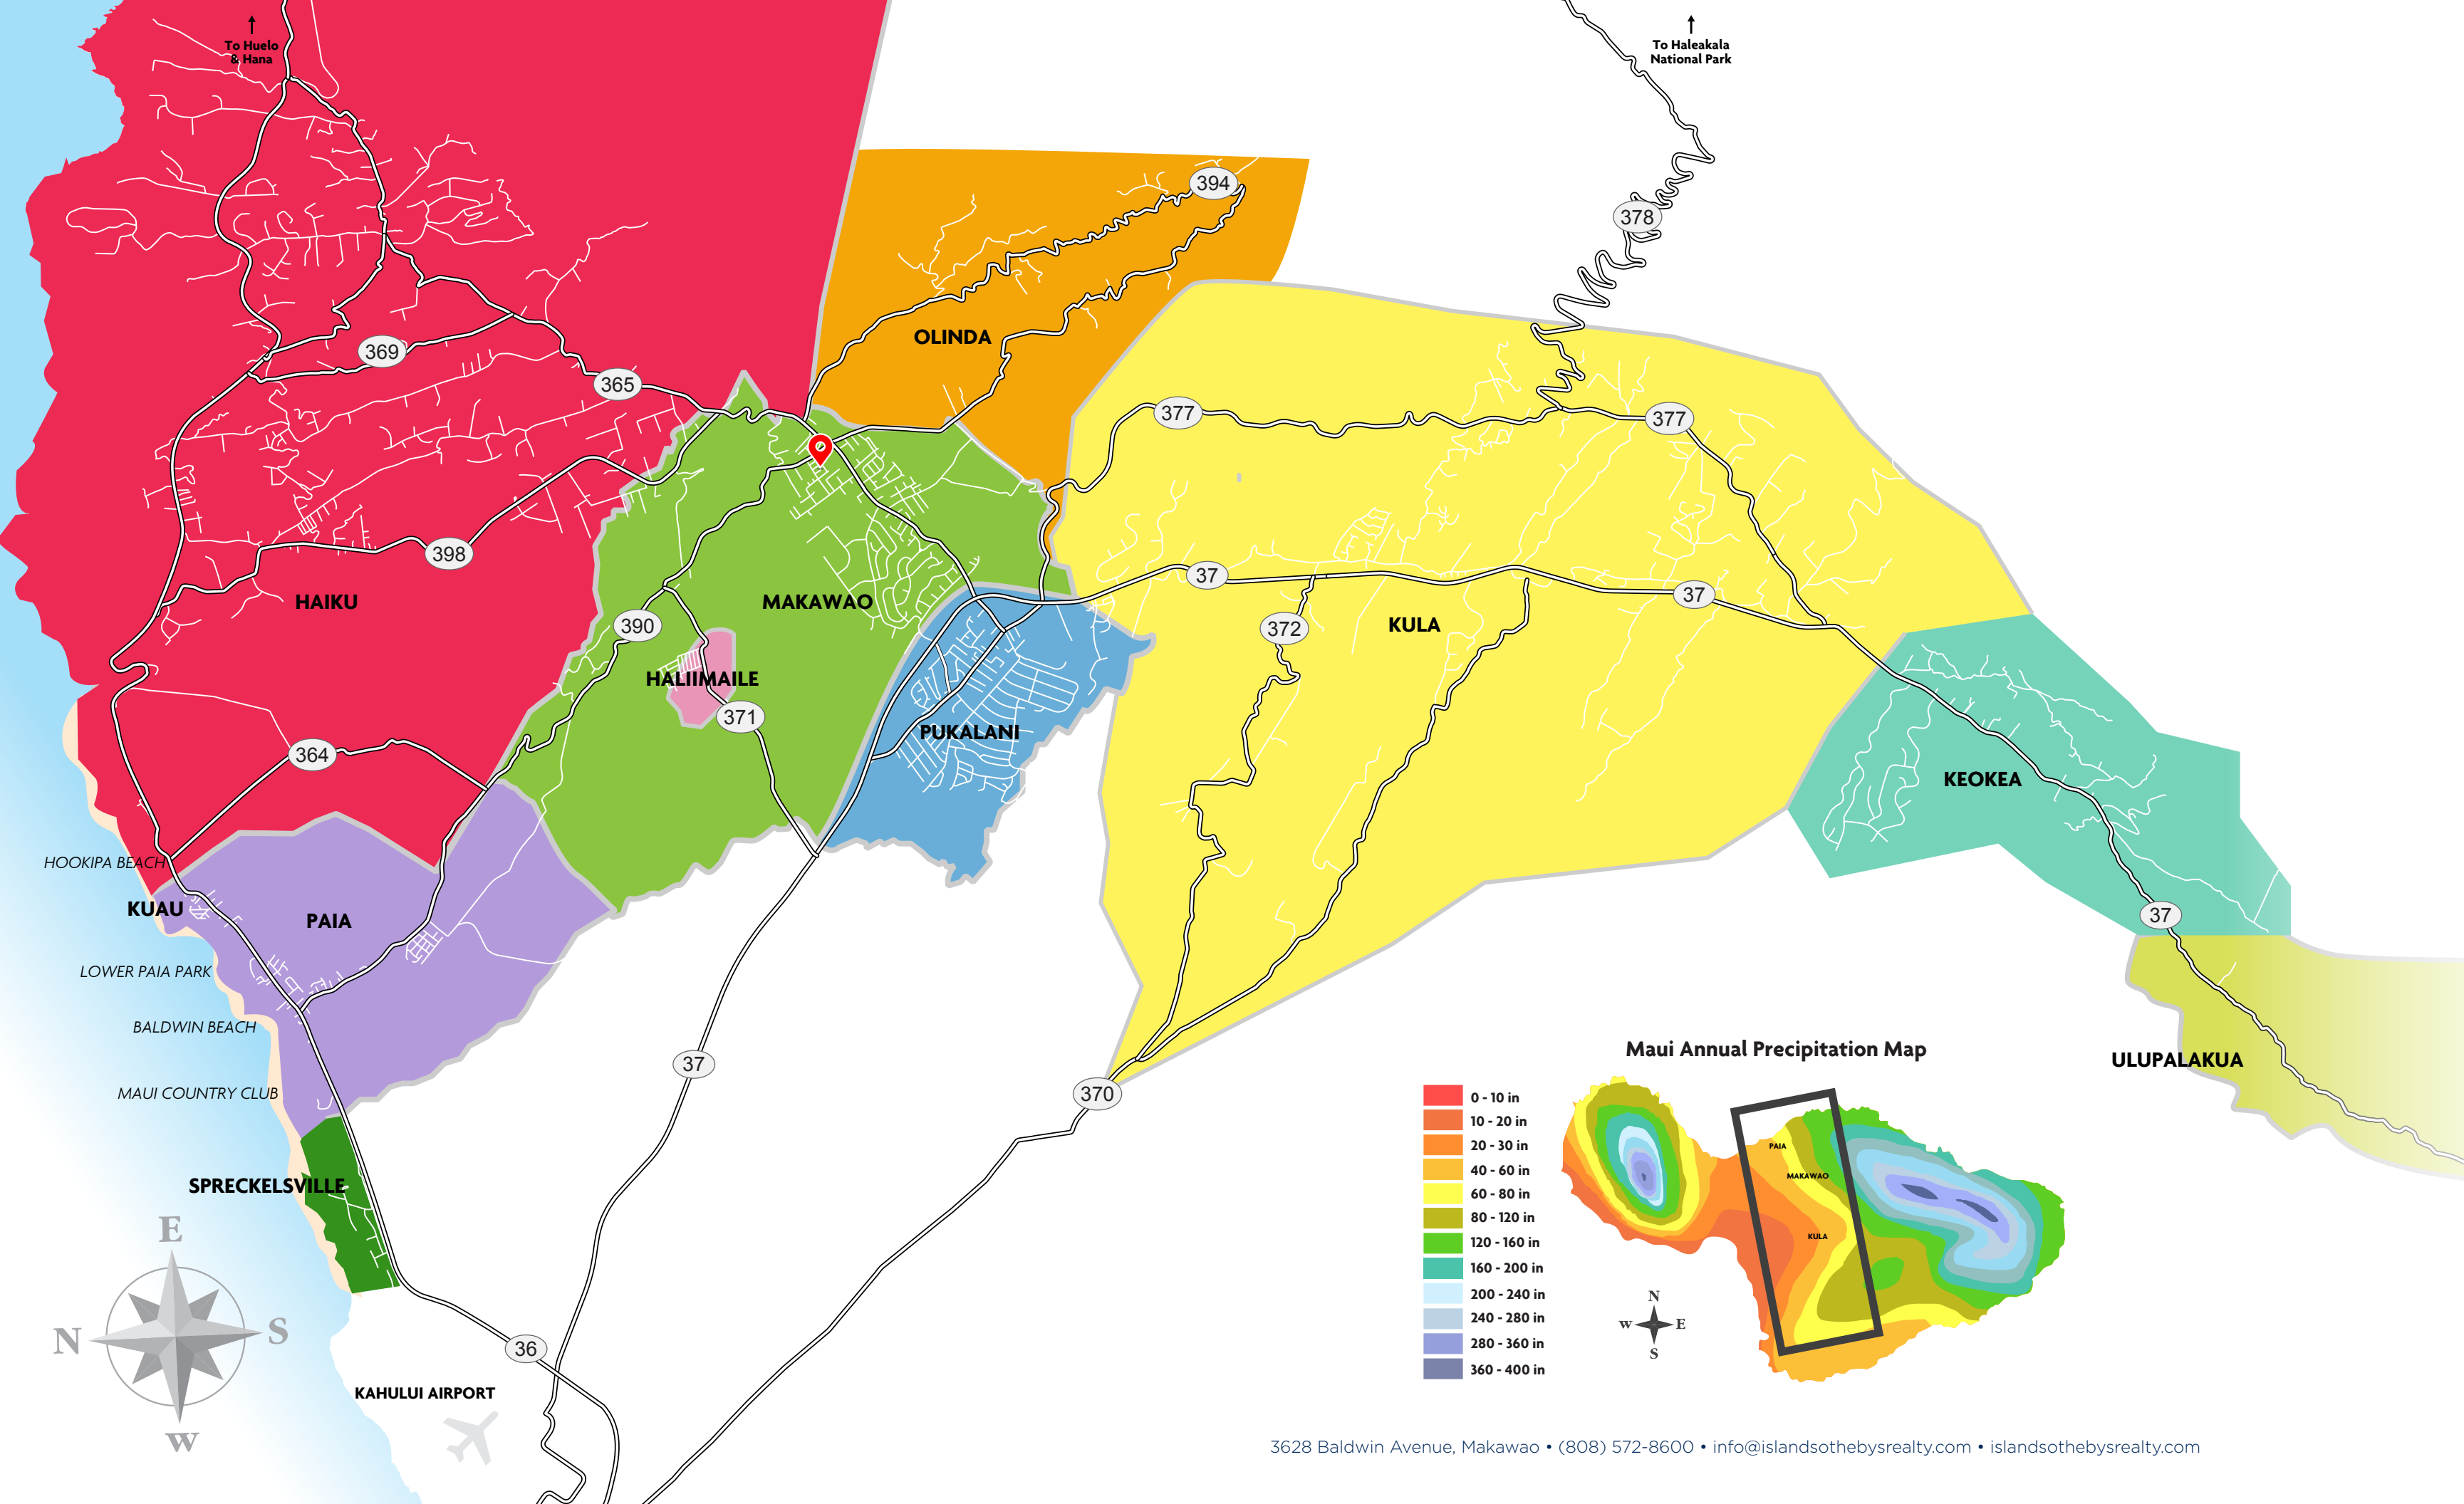 To Huelo
& Hana
To Haleakala
National Park
394
378
OLINDA
369
365
377
377
398
37
37
HAIKU
MAKAWAO
390
372
KULA
HALIIMAILE
371
PUKALANI
364
KEOKEA
HOOKIPA BEACH
KUAU
PAIA
37
LOWER PAIA PARK
BALDWIN BEACH
37
MAUI COUNTRY CLUB
370
ULUPALAKUA
SPRECKELSVILLE
E
N
S
W
36
KAHULUI AIRPORT
Maui Annual Precipitation Map
0 - 10 in
10 - 20 in
20 - 30 in
40 - 60 in
60 - 80 in
80 - 120 in
120 - 160 in
160 - 200 in
200 - 240 in
240 - 280 in
280 - 360 in
360 - 400 in
PAIA
MAKAWAO
KULA
N
W
E
S
3628 Baldwin Avenue, Makawao • (808) 572-8600 • info@islandsothebysrealty.com • islandsothebysrealty.com